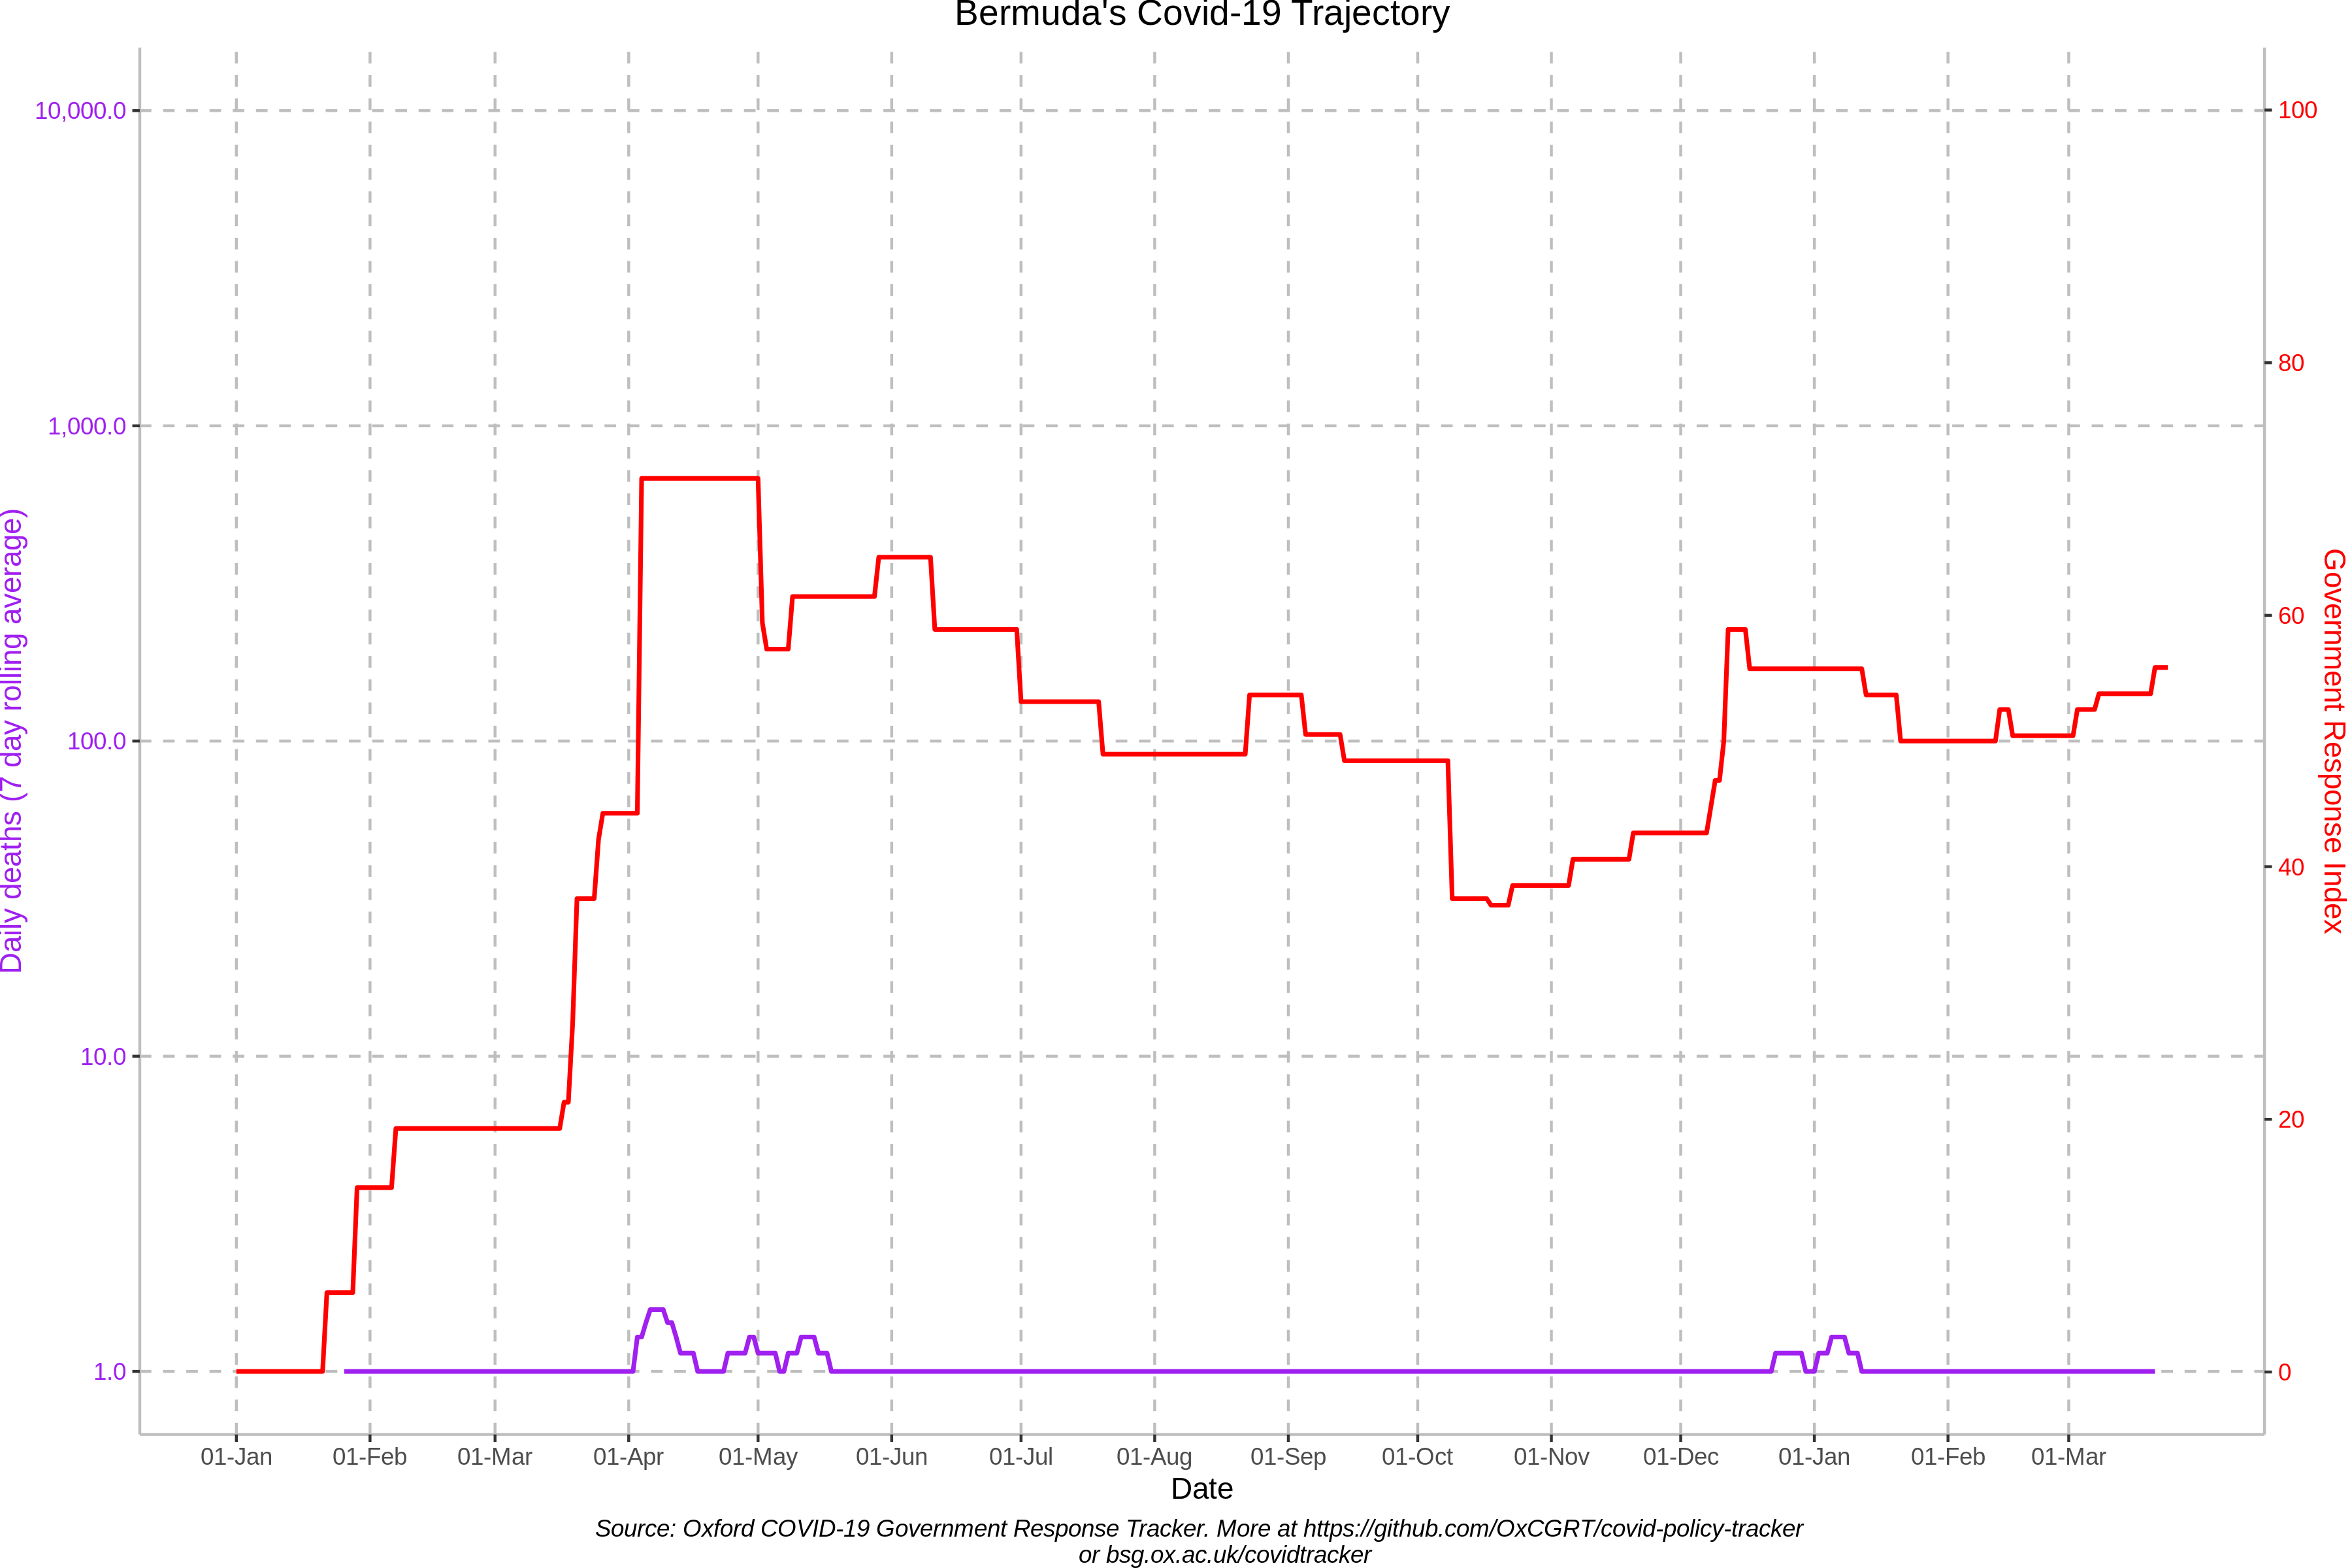 Bermuda's Covid-19 Trajectory
10,000.0
1,000.0
100.0
10.0
1.0
Daily deaths (7 day rolling average)
100
80
60
40
20
0
Government Response Index
01-Jan 01-Feb 01-Mar 01-Apr 01-May 01-Jun 01-Jul 01-Aug 01-Sep 01-Oct 01-Nov 01-Dec 01-Jan 01-Feb 01-Mar
Date
Source: Oxford COVID-19 Government Response Tracker. More at https://github.com/OxCGRT/covid-policy-tracker
or bsg.ox.ac.uk/covidtracker